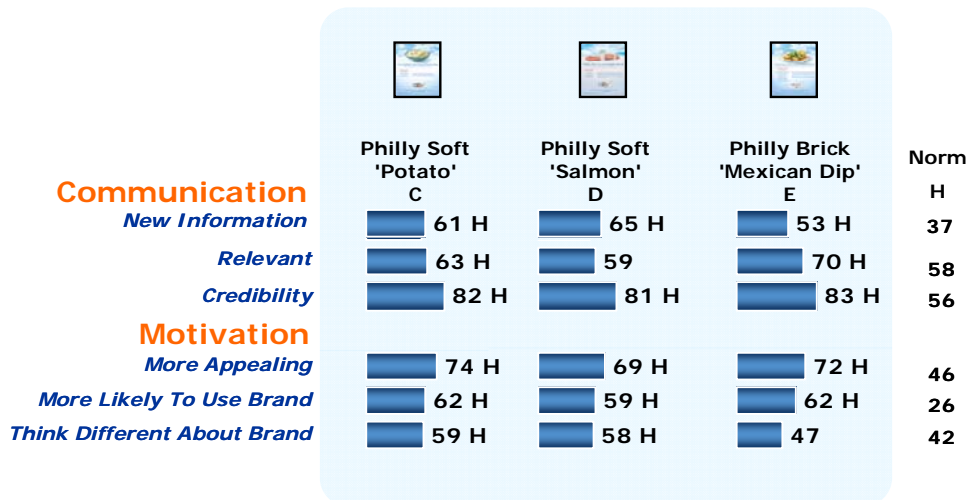 Philly Soft Philly Soft Philly Brick
'Potato' 'Salmon' 'Mexican Dip' Norm
Communication C D E H
New Information 61 H 65 H 53 H 37
Relevant 63 H 59 70 H 58
Credibility 82 H 81 H 83 H 56
Motivation
More Appealing 74 H 69 H 72 H 46
More Likely To Use Brand 62 H 59 H 62 H 26
Think Different About Brand 59 H 58 H 47 42